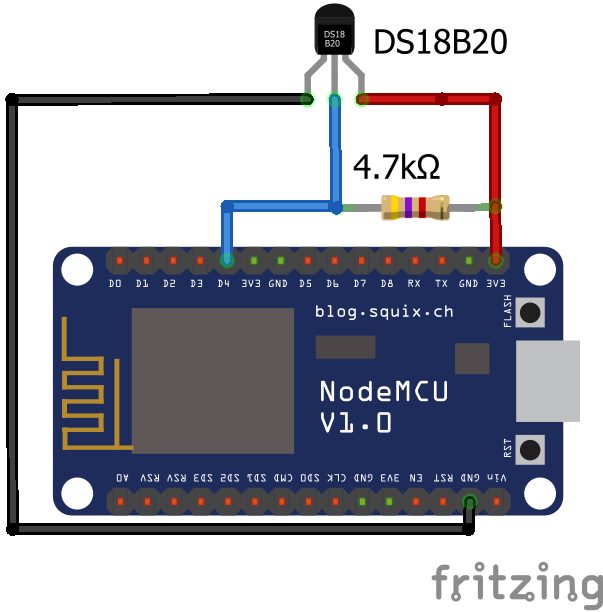 DS18
B20
DS18B20
4.7kΩ
D0 D1 D2 D3 D4 3V3 GND D5 D6 D7 D8 RX TX GND 3V3
blog.squix.ch
FLASH
NodeMCU
V1.0
RST
A0 RSV RSV SD3 SD2 SD1 CMD SD0 CLK GND 3V3 EN RST GND Vin
fritzing